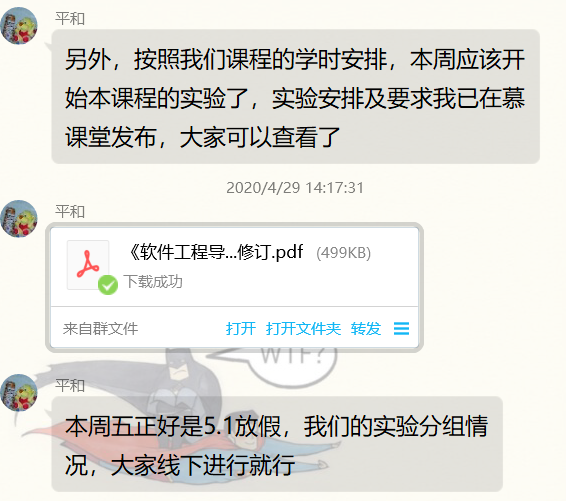 平和
另外，按照我们课程的学时安排，本周应该开
始本课程的实验了，实验安排及要求我已在慕
课堂发布，大家可以查看了
2020/4/29 14:17:31
平和
《软件工程导...修订.pdf (499KB)
下载成功
来自群文件 打开 打开文件夹 转发
WTF?
平和
本周五正好是5.1放假，我们的实验分组情
况，大家线下进行就行